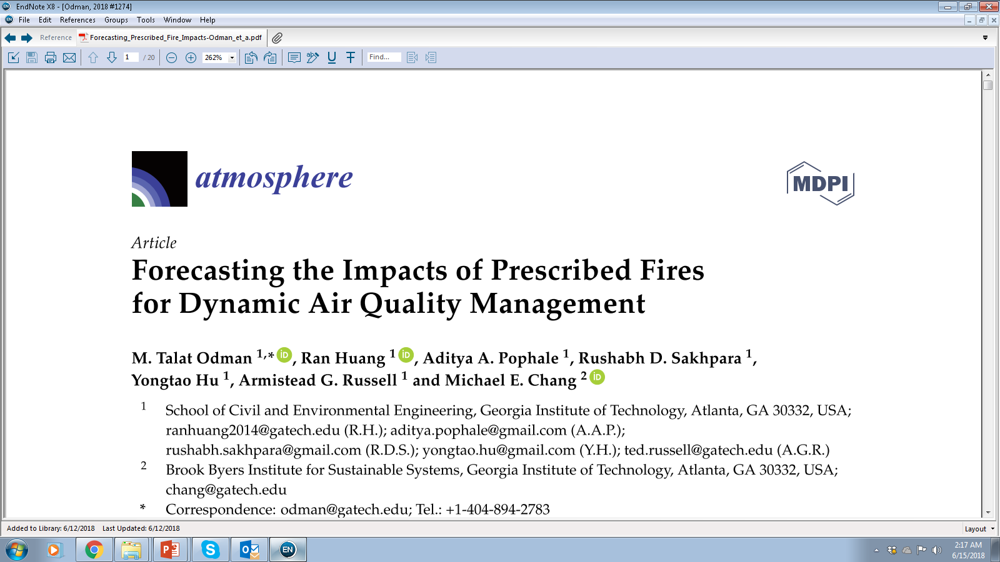 EndNote X8 - [Odman, 2018 #1274]
File Edit References Groups Tools Window Help
Reference Forecasting_Prescribed_Fire_Impacts-Odman_et_a.pdf
1 / 20 262% Find...
atmosphere
MDPI
Article
Forecasting the Impacts of Prescribed Fires
for Dynamic Air Quality Management
M. Talat Odman 1,* iD, Ran Huang 1 iD, Aditya A. Pophale 1, Rushabh D. Sakhpara 1,
Yongtao Hu 1, Armistead G. Russell 1 and Michael E. Chang 2 iD
1 School of Civil and Environmental Engineering, Georgia Institute of Technology, Atlanta, GA 30332, USA;
ranhuang2014@gatech.edu (R.H.); aditya.pophale@gmail.com (A.A.P.);
rushabh.sakhpara@gmail.com (R.D.S.); yongtao.hu@gmail.com (Y.H.); ted.russell@gatech.edu (A.G.R.)
2 Brook Byers Institute for Sustainable Systems, Georgia Institute of Technology, Atlanta, GA 30332, USA;
chang@gatech.edu
* Correspondence: odman@gatech.edu; Tel.: +1-404-894-2783
Added to Library: 6/12/2018 Last Updated: 6/12/2018 Layout
EN
2:17 AM
6/15/2018